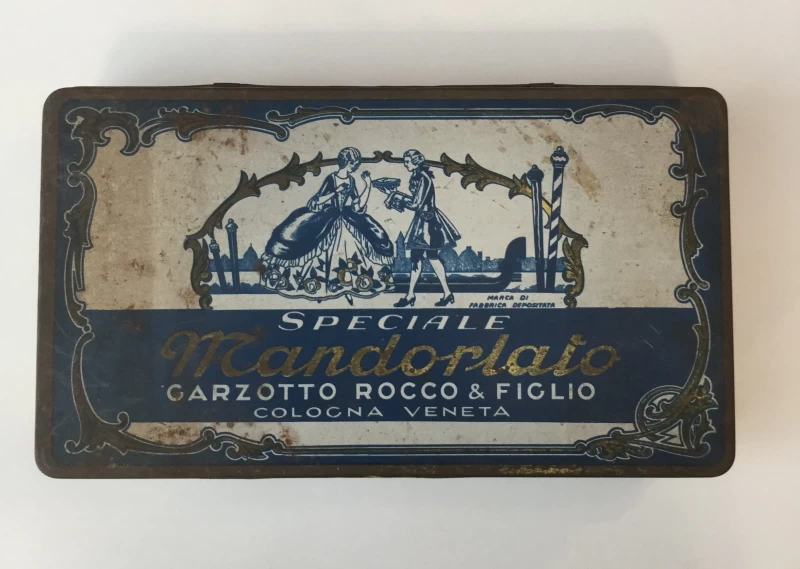 MARCA DI
FABBRICA DEPOSITATA
SPECIALE
Mandorlato
GARZOTTO ROCCO & FIGLIO
COLOGNA VENETA